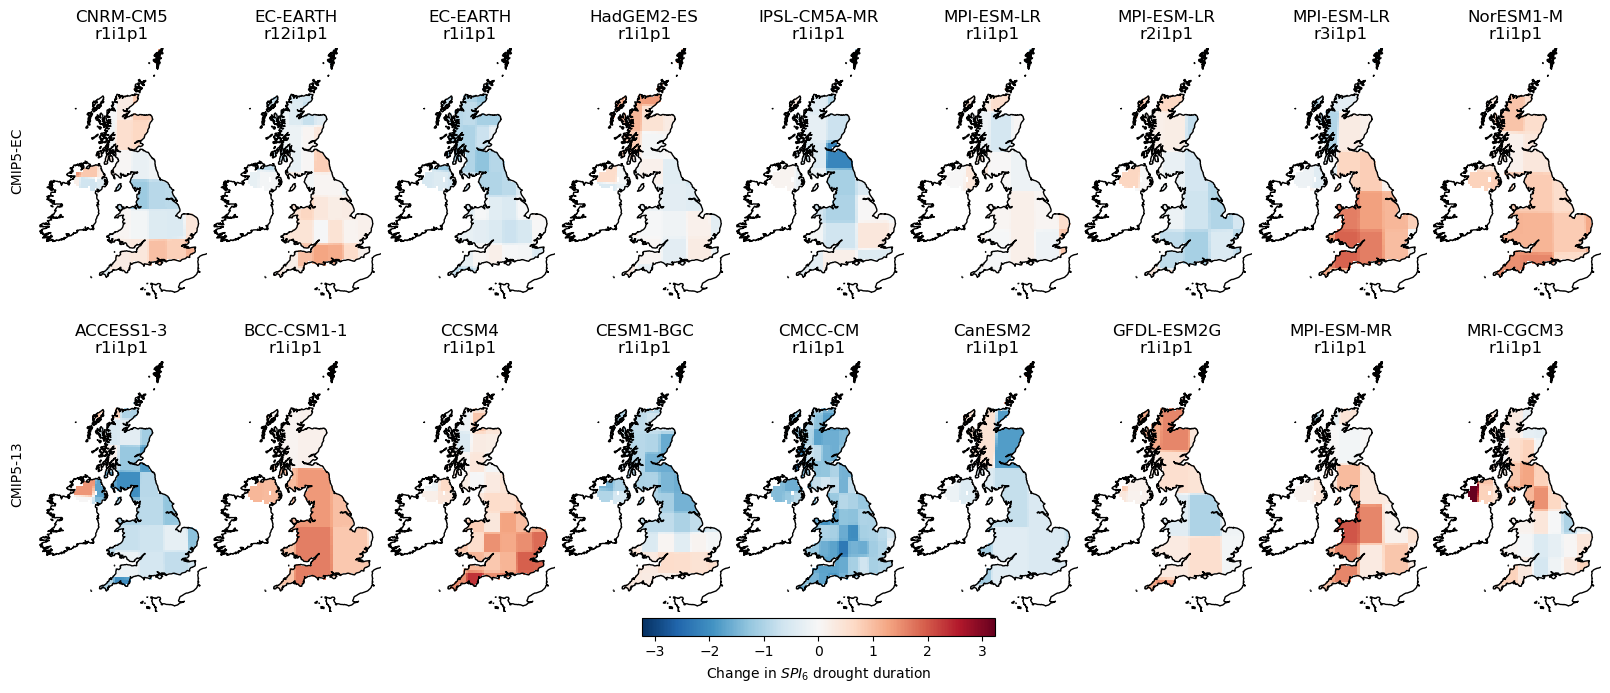 CNRM-CM5 EC-EARTH EC-EARTH HadGEM2-ES IPSL-CM5A-MR MPI-ESM-LR MPI-ESM-LR MPI-ESM-LR NorESM1-M
r1i1p1 r12i1p1 r1i1p1 r1i1p1 r1i1p1 r1i1p1 r2i1p1 r3i1p1 r1i1p1
CMIP5-EC
ACCESS1-3 BCC-CSM1-1 CCSM4 CESM1-BGC CMCC-CM CanESM2 GFDL-ESM2G MPI-ESM-MR MRI-CGCM3
r1i1p1 r1i1p1 r1i1p1 r1i1p1 r1i1p1 r1i1p1 r1i1p1 r1i1p1 r1i1p1
CMIP5-13
−3 −2 −1 0 1 2 3
Change in SPI₆ drought duration